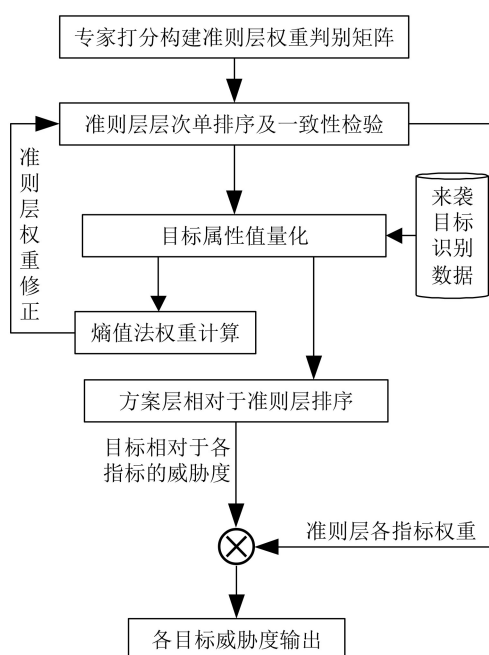 专家打分构建准则层权重判别矩阵
准则层层次单排序及一致性检验
准则层权重修正
来袭
目标
识别
数据
目标属性值量化
熵值法权重计算
方案层相对于准则层排序
目标相对于各
指标的威胁度
准则层各指标权重
各目标威胁度输出